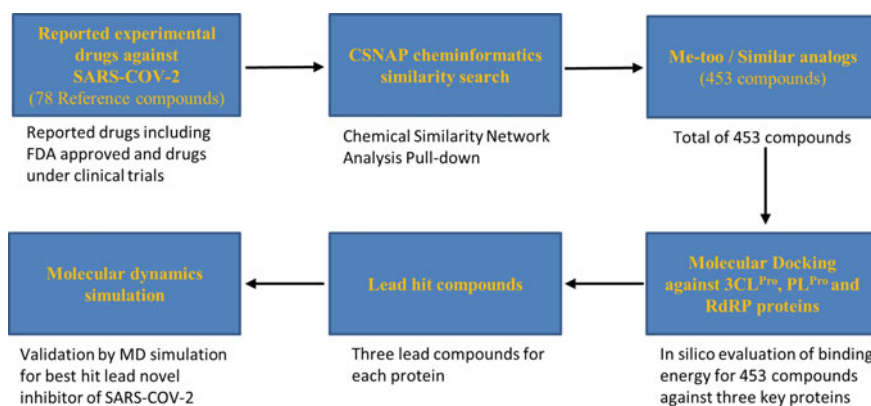 Reported experimental
drugs against
SARS-COV-2
(78 Reference compounds)
Reported drugs including
FDA approved and drugs
under clinical trials
CSNAP cheminformatics
similarity search
Chemical Similarity Network
Analysis Pull-down
Me-too / Similar analogs
(453 compounds)
Total of 453 compounds
Molecular Docking
against 3CLPro, PLPro and
RdRP proteins
In silico evaluation of binding
energy for 453 compounds
against three key proteins
Lead hit compounds
Three lead compounds for
each protein
Molecular dynamics
simulation
Validation by MD simulation
for best hit lead novel
inhibitor of SARS-COV-2